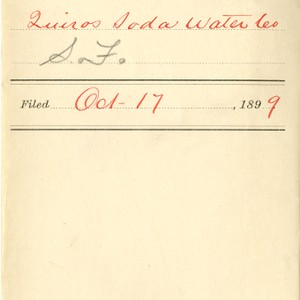 Quiros Soda Water Co
S.F.
Filed Oct - 17, 1899